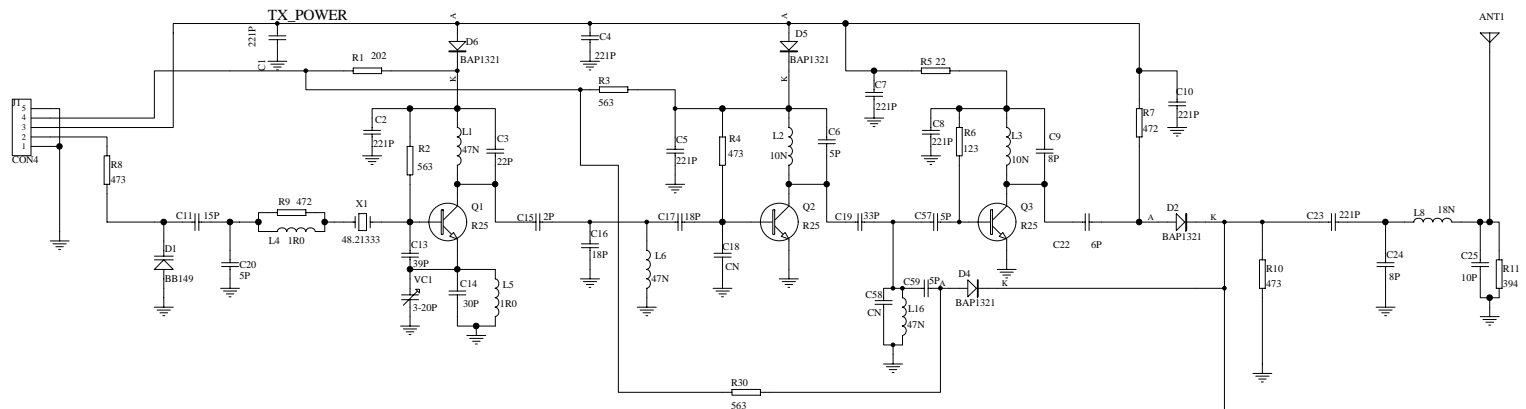 TX_POWER
ANT1
A
A
221P
C1
C4
221P
D6
BAP1321
K
D5
BAP1321
K
R1 202
R3
563
C7
221P
R5 22
C10
221P
R7
472
J1
5
4
3
2
1
CON4
R8
473
C2
221P
R2
563
L1
47N
C3
22P
C5
221P
R4
473
L2
10N
C6
5P
C8
221P
R6
123
L3
10N
C9
8P
C11 15P
R9 472
L4 1R0
X1
48.21333
Q1
R25
C15 2P
C16
18P
L6
47N
C17 18P
C18
CN
Q2
R25
C19 33P
C57 5P
Q3
R25
C22 6P
A
D2
K
BAP1321
C23 221P
L8 18N
D1
BB149
C20
5P
C13
39P
VC1
3-20P
C14
30P
L5
1R0
C58
CN
L16
47N
C59 5P
A
D4
K
BAP1321
R10
473
C24
8P
C25
10P
R11
394
R30
563